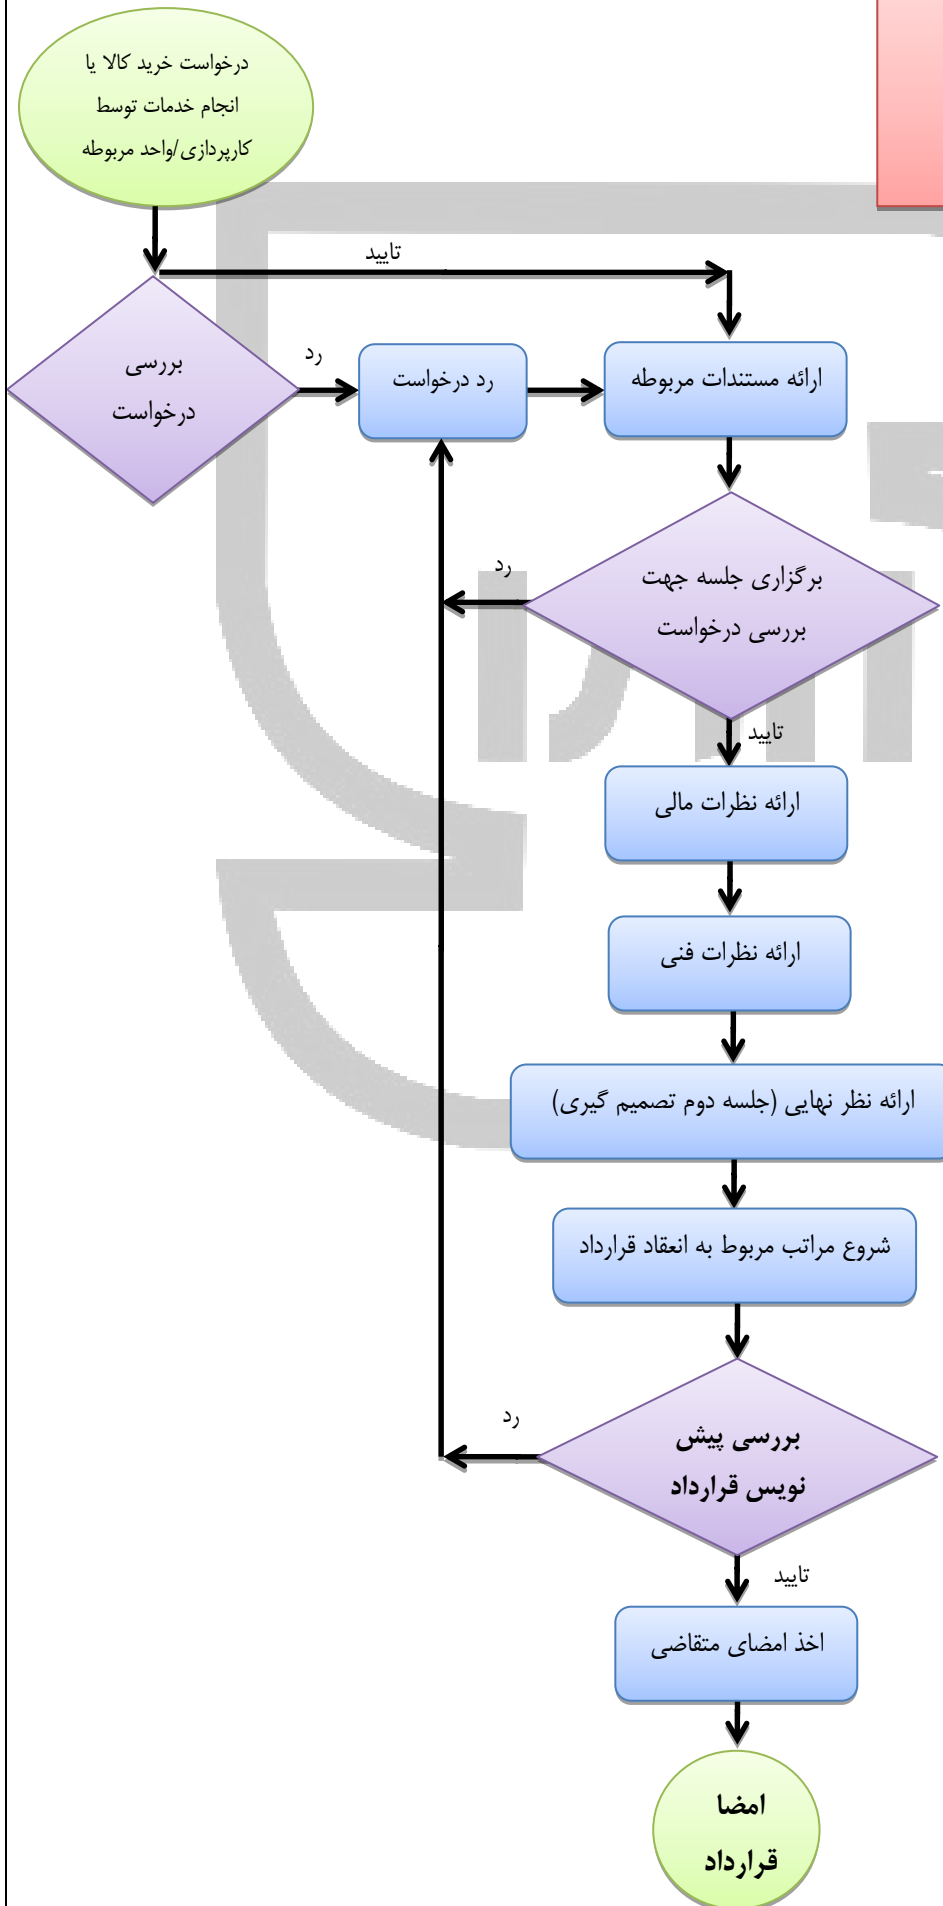 درخواست خرید کالا یا
انجام خدمات توسط
کارپردازی/واحد مربوطه
تایید
بررسی
درخواست
رد
رد درخواست
ارائه مستندات مربوطه
برگزاری جلسه جهت
بررسی درخواست
رد
تایید
ارائه نظرات مالی
ارائه نظرات فنی
ارائه نظر نهایی (جلسه دوم تصمیم گیری)
شروع مراتب مربوط به انعقاد قرارداد
بررسی پیش
نویس قرارداد
رد
تایید
اخذ امضای متقاضی
امضا
قرارداد